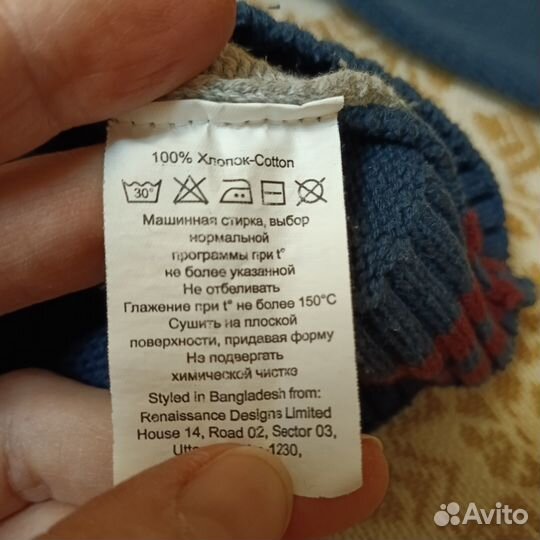 100% Хлопок-Cotton
30°
Машинная стирка, выбор
нормальной
программы при t°
не более указанной
Не отбеливать
Глажение при t° не более 150°C
Сушить на плоской
поверхности, придавая форму
Не подвергать
химической чистке
Styled in Bangladesh from:
Renaissance Designs Limited
House 14, Road 02, Sector 03,
1230,
Avito